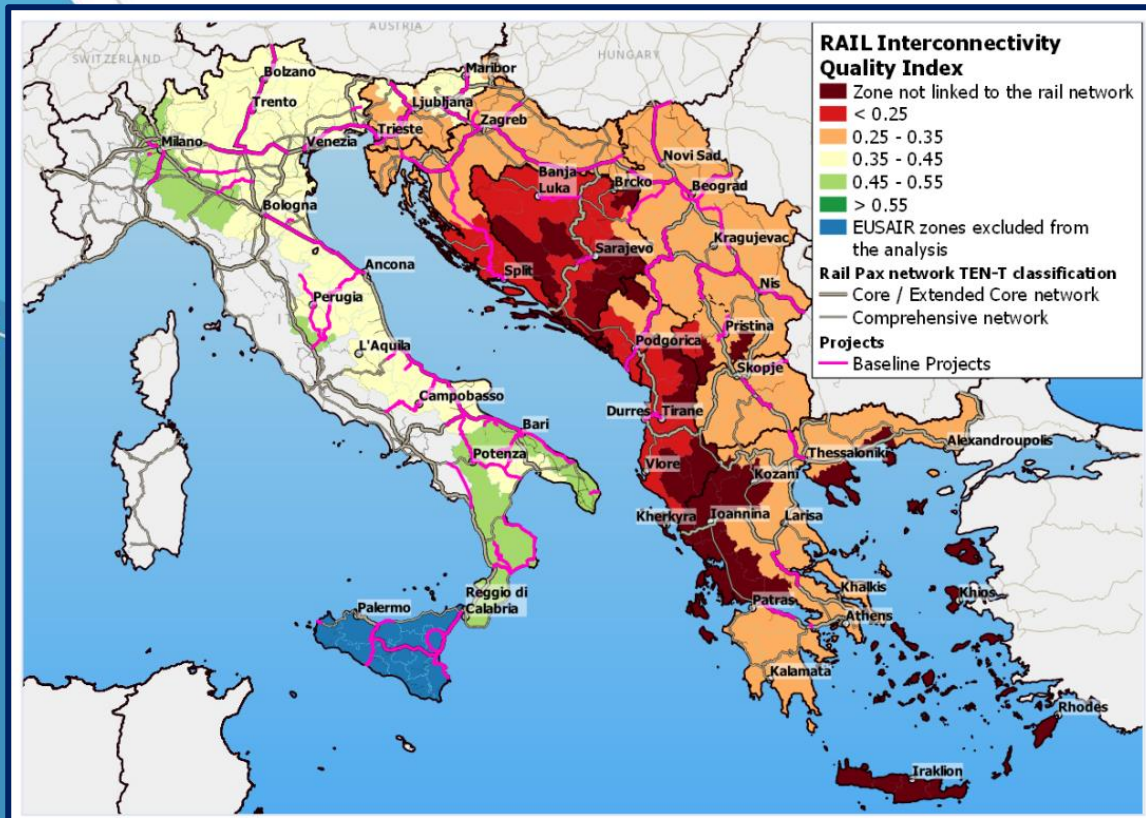 SWITZERLAND
AUSTRIA
HUNGARY
RAIL Interconnectivity
Quality Index
Zone not linked to the rail network
< 0.25
0.25 - 0.35
0.35 - 0.45
0.45 - 0.55
> 0.55
EUSAIR zones excluded from
the analysis
Rail Pax network TEN-T classification
Core / Extended Core network
Comprehensive network
Projects
Baseline Projects
Bolzano
Maribor
Trento
Ljubljana
Zagreb
Milano
Venezia
Trieste
Novi Sad
Banja
Luka
Brcko
Beograd
Bologna
Sarajevo
Kragujevac
Ancona
Split
Nis
Perugia
Pristina
L'Aquila
Podgorica
Skopje
Campobasso
Bari
Durres
Tirane
Alexandroupolis
Potenza
Thessaloniki
Vlore
Kozani
Kherkyra
Ioannina
Larisa
Reggio di
Calabria
Khalkis
Khios
Palermo
Patras
Athens
Kalamata
Rhodes
Iraklion